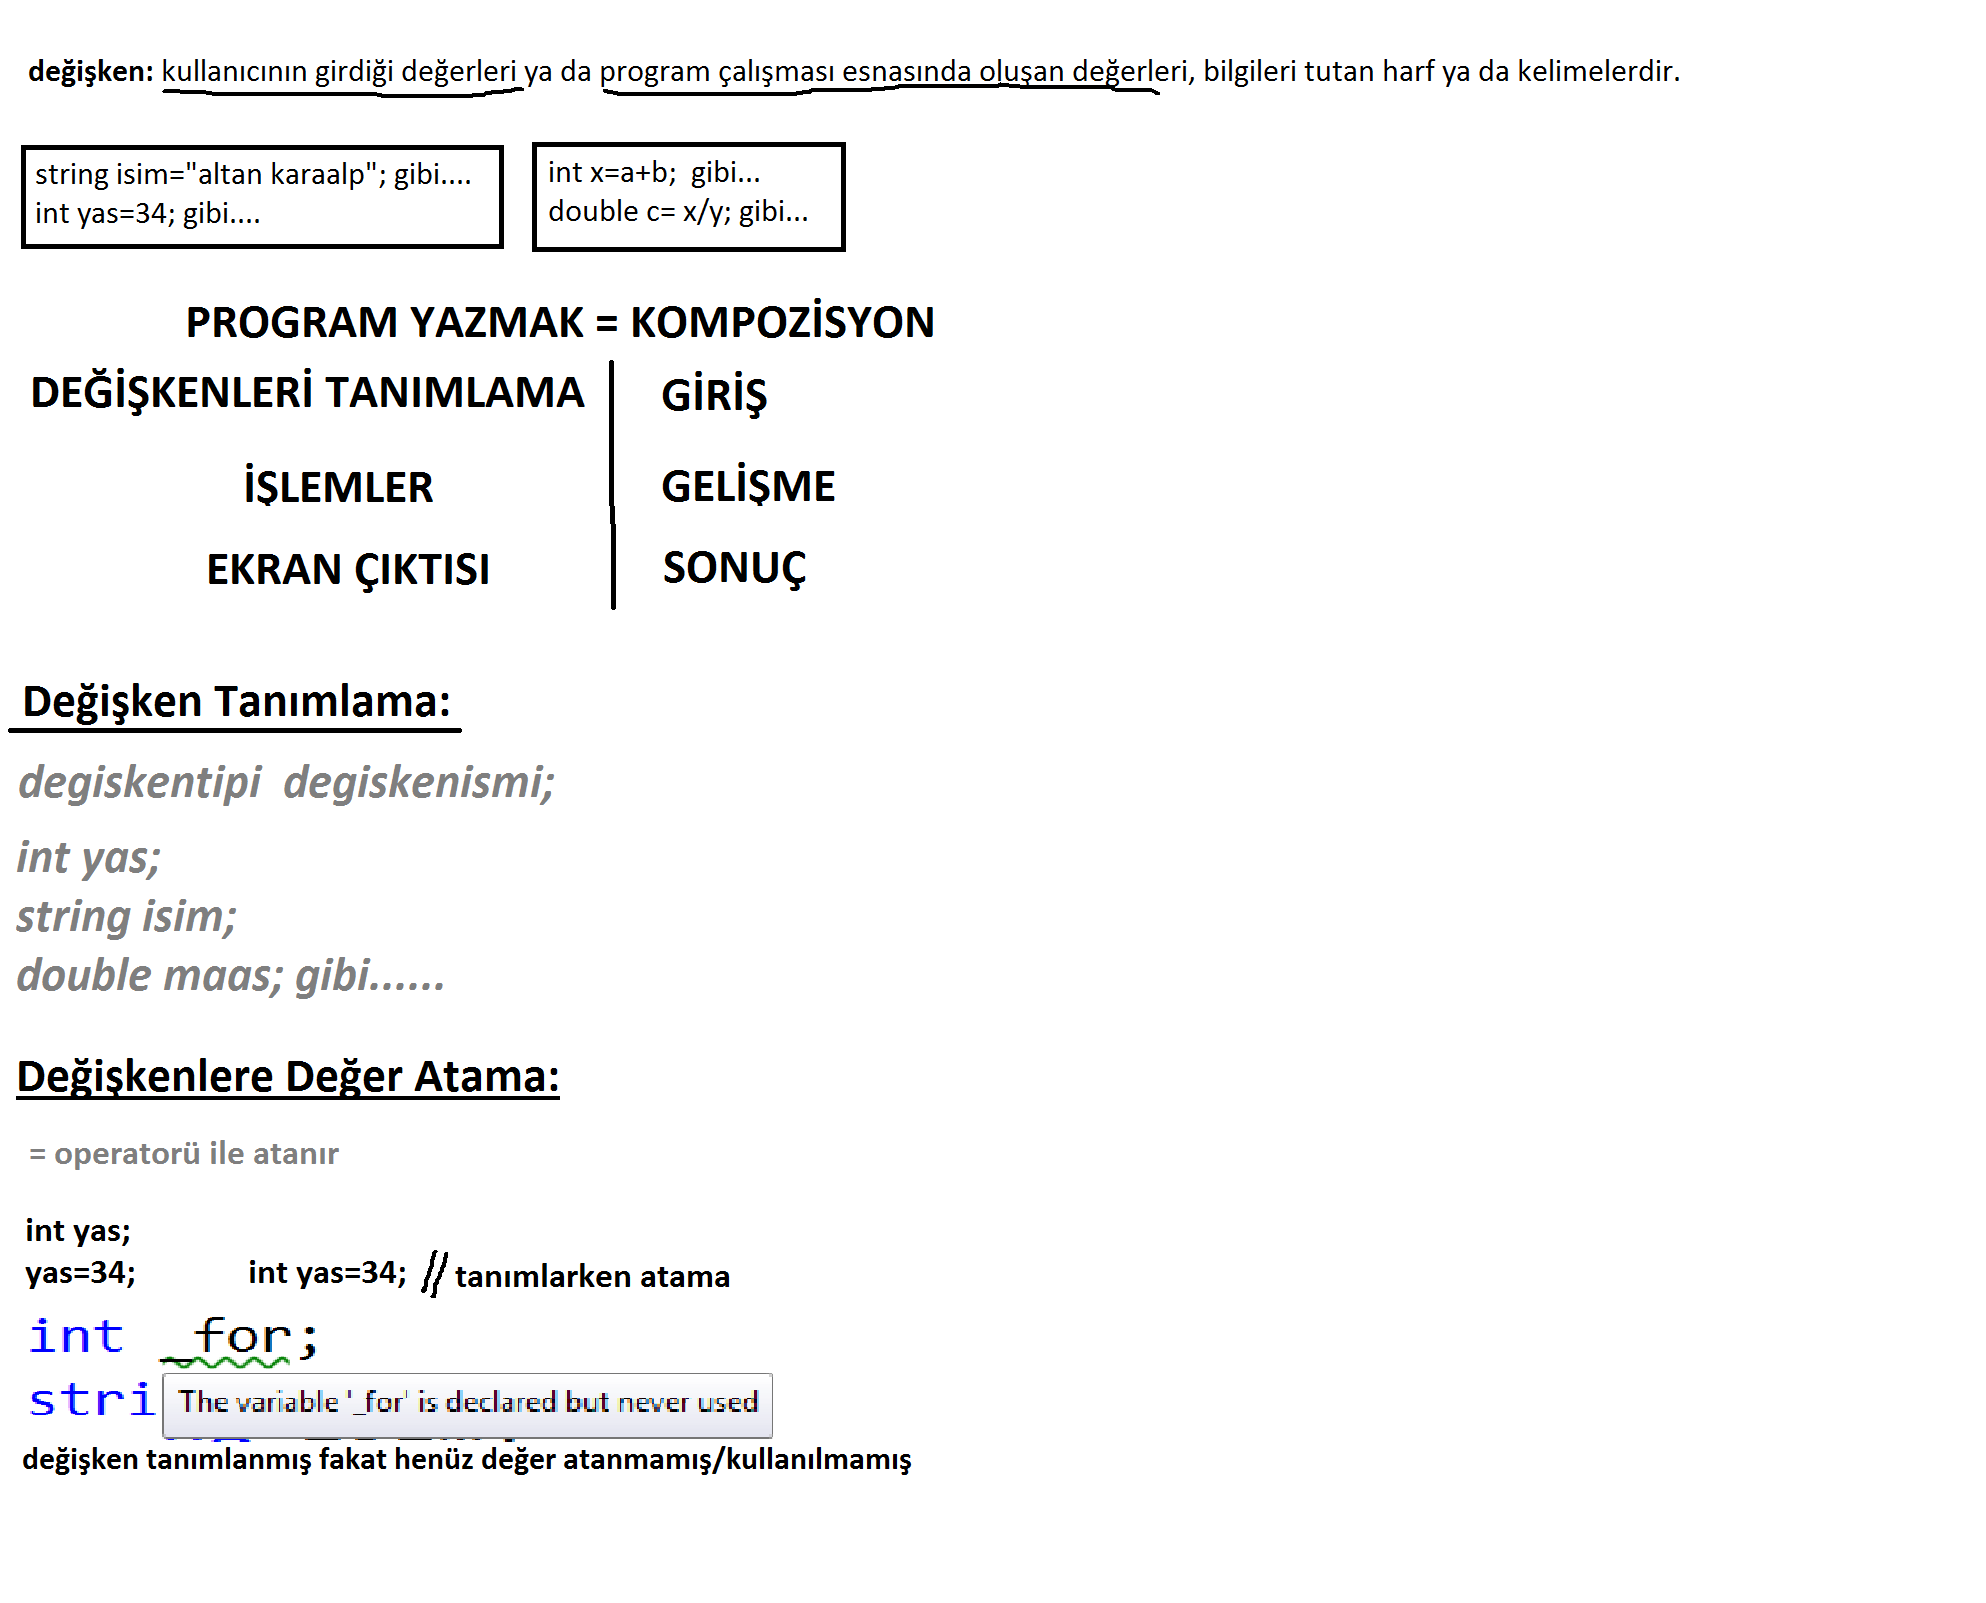 değişken: kullanıcının girdiği değerleri ya da program çalışması esnasında oluşan değerleri, bilgileri tutan harf ya da kelimelerdir.
string isim="altan karaalp"; gibi....
int yas=34; gibi....
int x=a+b;  gibi...
double c= x/y; gibi...
PROGRAM YAZMAK = KOMPOZİSYON
DEĞİŞKENLERİ TANIMLAMA GİRİŞ
İŞLEMLER GELİŞME
EKRAN ÇIKTISI SONUÇ
Değişken Tanımlama:
degiskentipi  degiskenismi;
int yas;
string isim;
double maas; gibi......
Değişkenlere Değer Atama:
= operatorü ile atanır
int yas;
yas=34; int yas=34; // tanımlarken atama
int _for;
stri
The variable '_for' is declared but never used
değişken tanımlanmış fakat henüz değer atanmamış/kullanılmamış